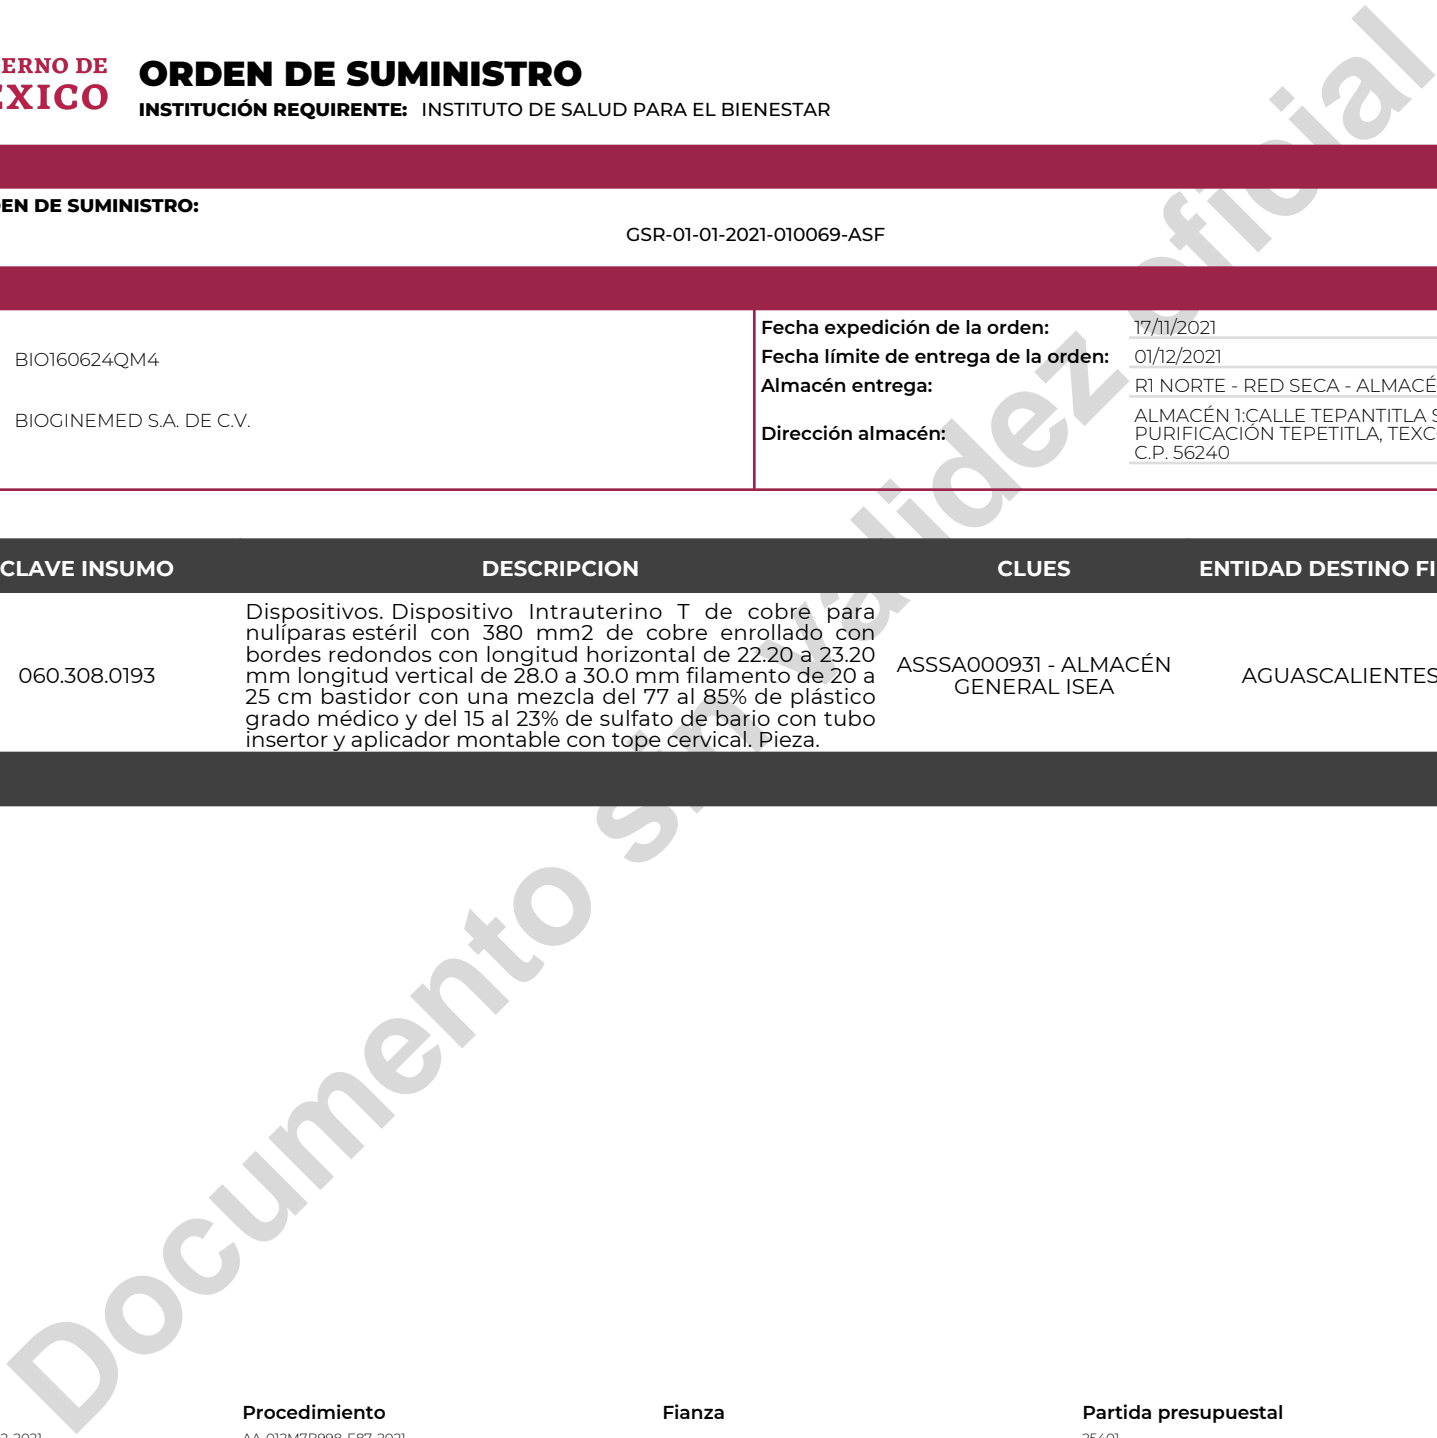 ERNO DE
ÉXICO
ORDEN DE SUMINISTRO
INSTITUCIÓN REQUIRENTE: INSTITUTO DE SALUD PARA EL BIENESTAR
EN DE SUMINISTRO:
GSR-01-01-2021-010069-ASF
BIO160624QM4
BIOGINEMED S.A. DE C.V.
Fecha expedición de la orden: 17/11/2021
Fecha límite de entrega de la orden: 01/12/2021
Almacén entrega: R1 NORTE - RED SECA - ALMACÉ
Dirección almacén:
ALMACÉN 1:CALLE TEPANTITLA S
PURIFICACIÓN TEPETITLA, TEXC
C.P. 56240
CLAVE INSUMO DESCRIPCION CLUES ENTIDAD DESTINO FI
060.308.0193
Dispositivos. Dispositivo Intrauterino T de cobre para
nulíparas estéril con 380 mm2 de cobre enrollado con
bordes redondos con longitud horizontal de 22.20 a 23.20
mm longitud vertical de 28.0 a 30.0 mm filamento de 20 a
25 cm bastidor con una mezcla del 77 al 85% de plástico
grado médico y del 15 al 23% de sulfato de bario con tubo
insertor y aplicador montable con tope cervical. Pieza.
ASSSA000931 - ALMACÉN
GENERAL ISEA
AGUASCALIENTES
Documento sin validez oficial
Procedimiento Fianza Partida presupuestal